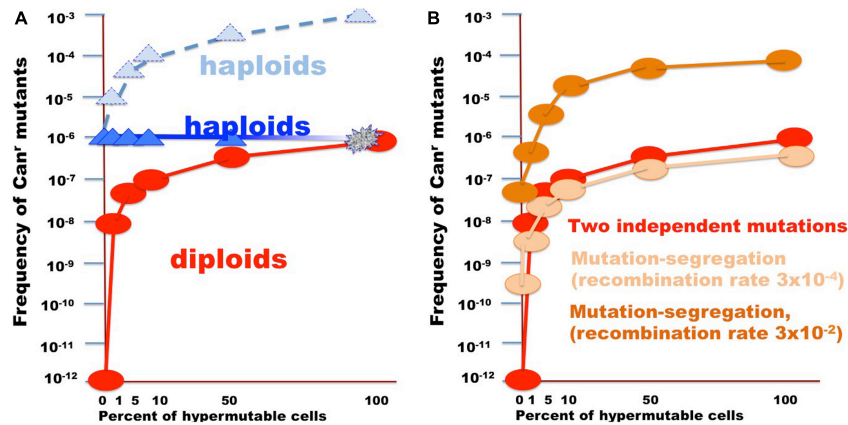 A
Frequency of Canʳ mutants
10⁻³
10⁻⁴
10⁻⁵
10⁻⁶
10⁻⁷
10⁻⁸
10⁻⁹
10⁻¹⁰
10⁻¹¹
10⁻¹²
haploids
haploids
diploids
0 1 5 10 50 100
Percent of hypermutable cells
B
Frequency of Canʳ mutants
10⁻³
10⁻⁴
10⁻⁵
10⁻⁶
10⁻⁷
10⁻⁸
10⁻⁹
10⁻¹⁰
10⁻¹¹
10⁻¹²
Two independent mutations
Mutation-segregation
(recombination rate 3x10⁻⁴)
Mutation-segregation,
(recombination rate 3x10⁻²)
0 1 5 10 50 100
Percent of hypermutable cells